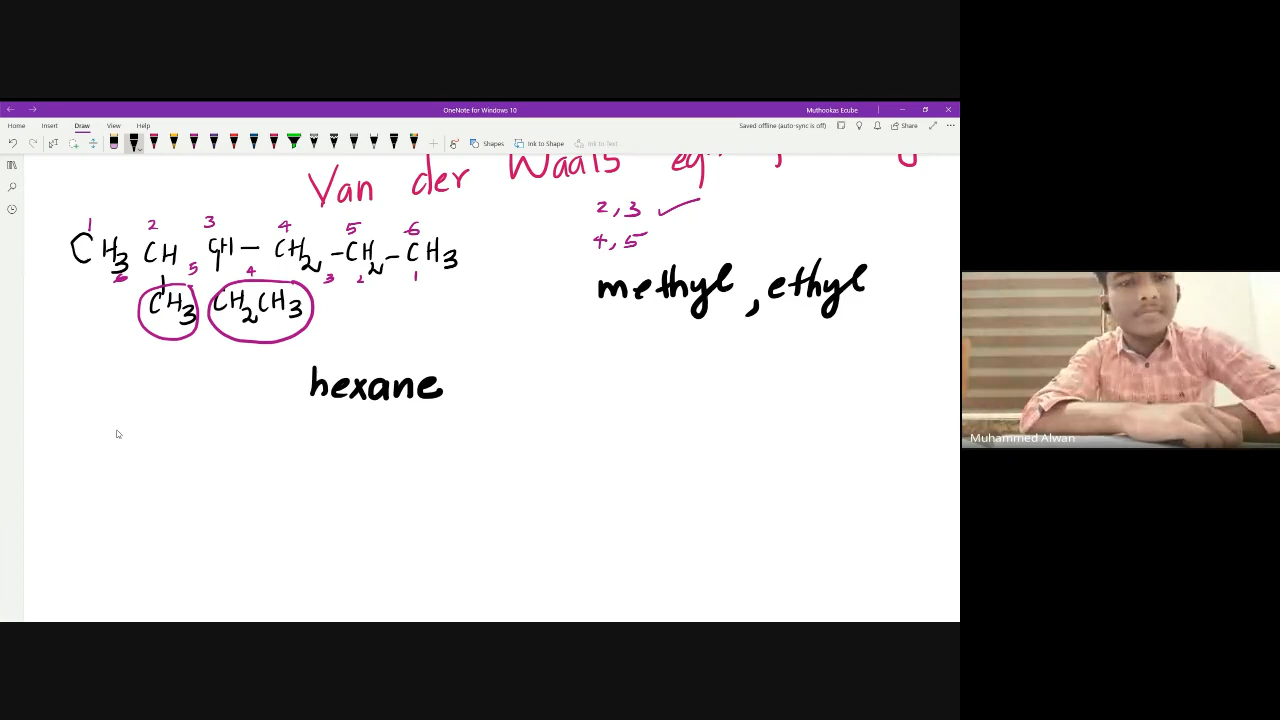 OneNote for Windows 10
Muthookas Ecube
Home Insert Draw View Help
Saved offline (auto-sync is off) Share
Shapes Ink to Shape Ink to Text
Van der Waals
2, 3 ✓
4, 5
1 2 3 4 5 6
CH3 CH CH — CH2 – CH2 – CH3
6 5 4 3 2 1
CH3 CH2CH3
methyl, ethyl
hexane
Muhammed Alwan